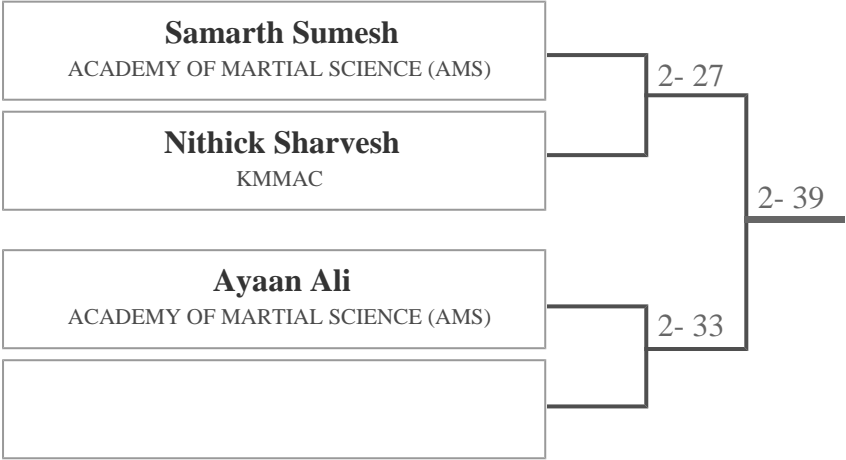 Samarth Sumesh
ACADEMY OF MARTIAL SCIENCE (AMS)
2- 27
Nithick Sharvesh
KMMAC
2- 39
Ayaan Ali
ACADEMY OF MARTIAL SCIENCE (AMS)
2- 33